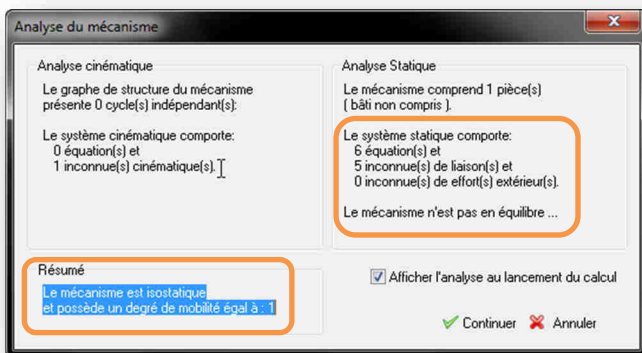 Analyse du mécanisme
Analyse cinématique
Le graphe de structure du mécanisme
présente 0 cycle(s) indépendant(s):
Le système cinématique comporte:
0 équation(s) et
1 inconnue(s) cinématique(s).
Analyse Statique
Le mécanisme comprend 1 pièce(s)
( bâti non compris ).
Le système statique comporte:
6 équation(s) et
5 inconnue(s) de liaison(s) et
0 inconnue(s) de effort(s) extérieur(s).
Le mécanisme n'est pas en équilibre ...
Résumé
Le mécanisme est isostatique
et possède un degré de mobilité égal à : 1
Afficher l'analyse au lancement du calcul
Continuer Annuler